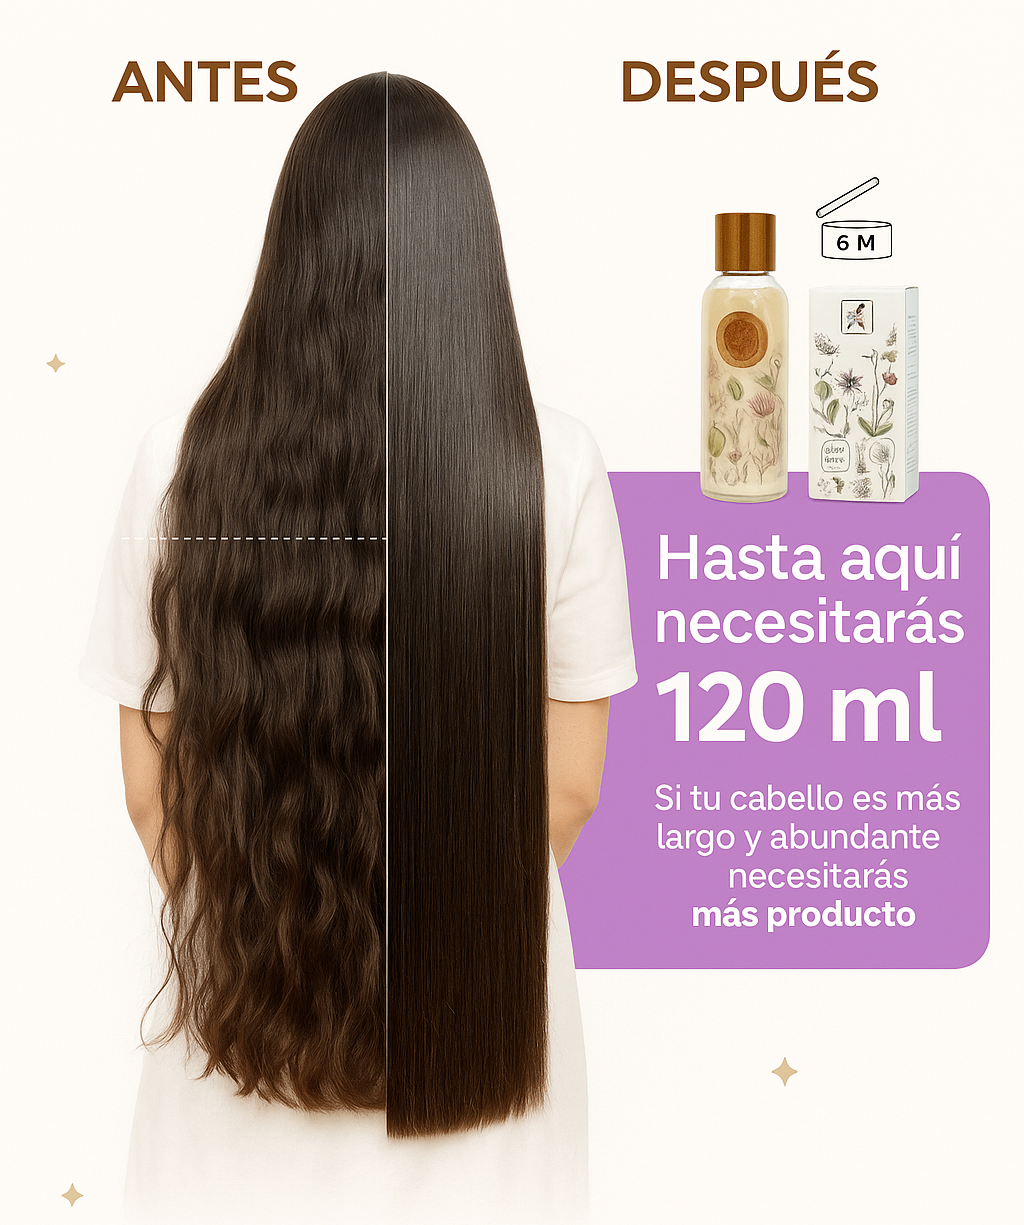 ANTES
DESPUÉS
6 M
Hasta aquí
necesitarás
120 ml
Si tu cabello es más
largo y abundante
necesitarás
más producto